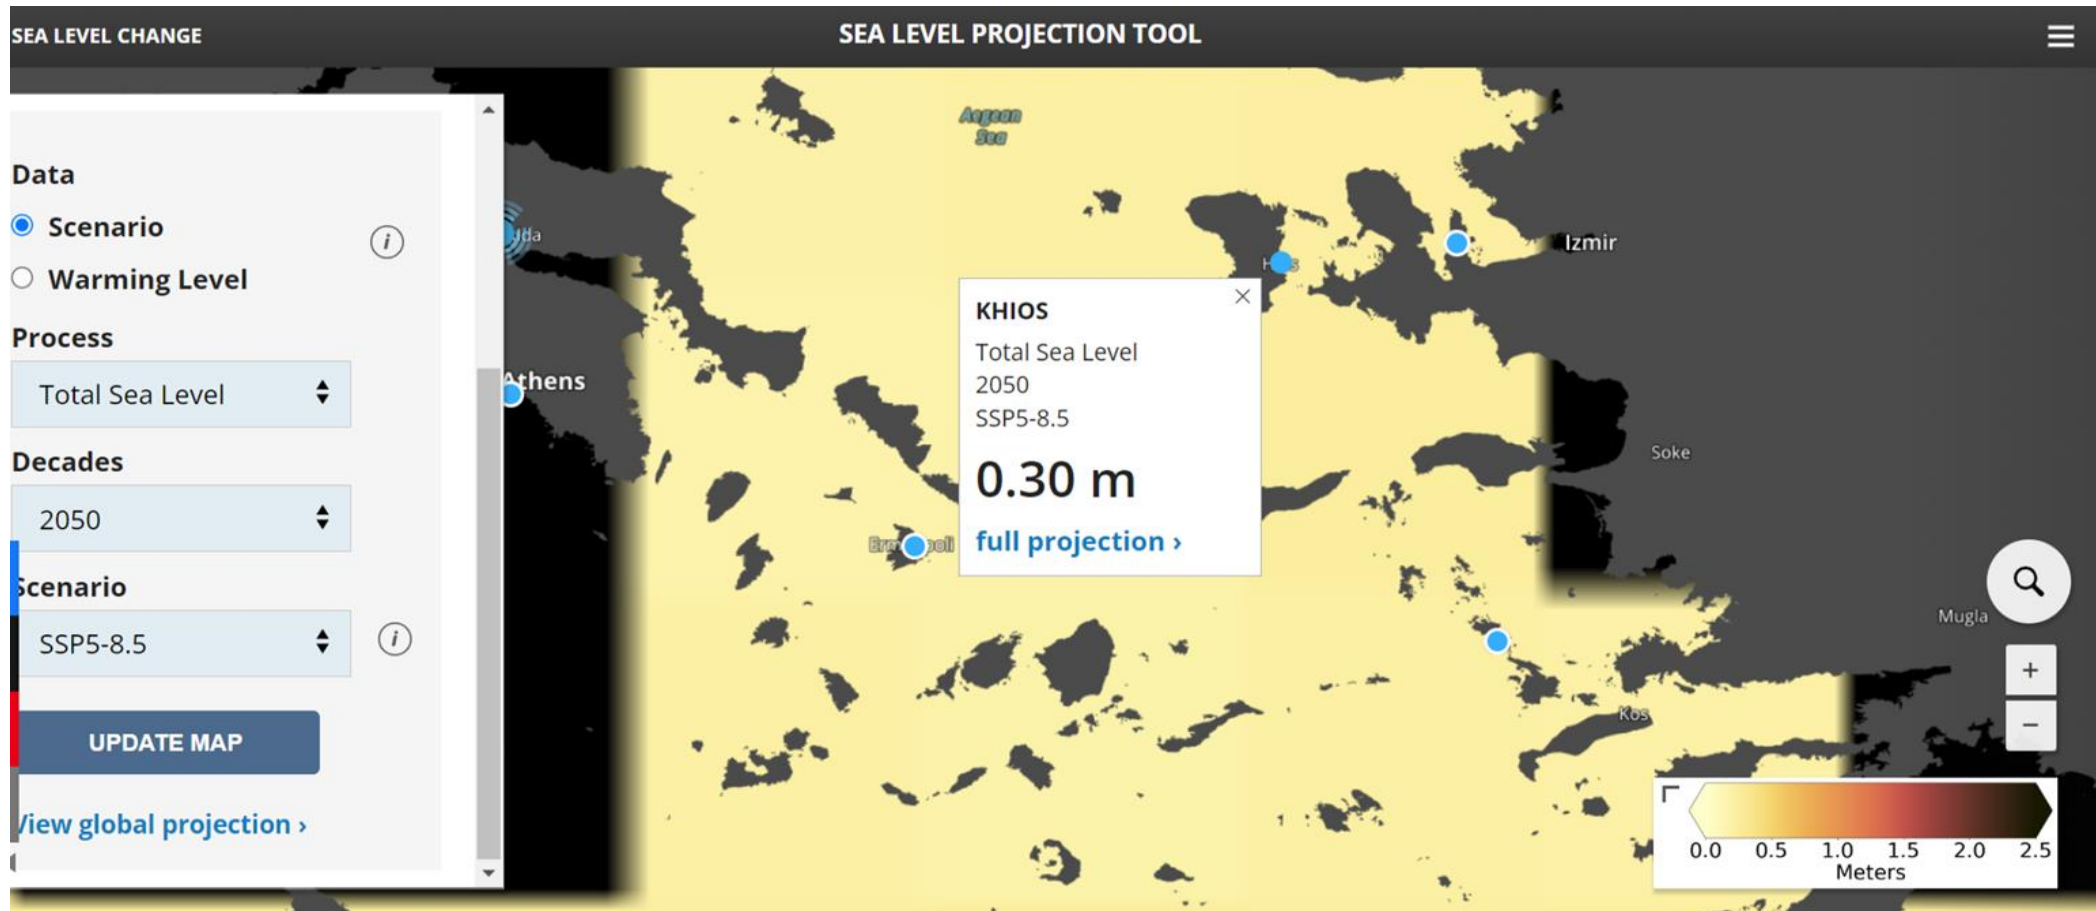 SEA LEVEL CHANGE
SEA LEVEL PROJECTION TOOL
Data
Scenario
Warming Level
Process
Total Sea Level
Decades
2050
Scenario
SSP5-8.5
UPDATE MAP
View global projection ›
Aegean
Sea
Izmir
KHIOS
Total Sea Level
2050
SSP5-8.5
0.30 m
full projection ›
Athens
Soke
Mugla
Kos
0.0 0.5 1.0 1.5 2.0 2.5
Meters